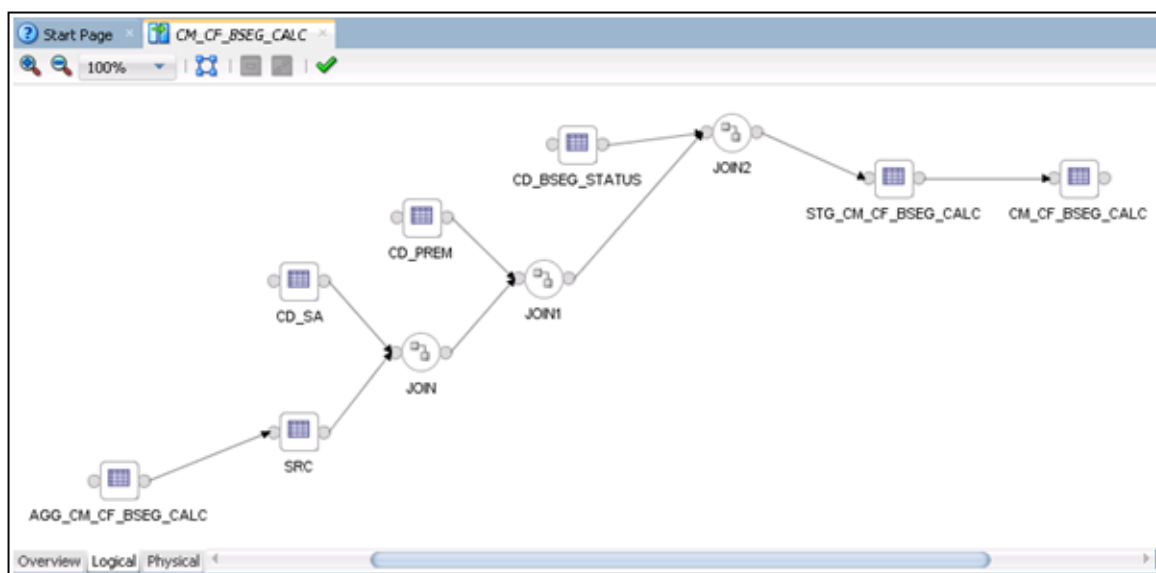 Start Page
CM_CF_BSEG_CALC
100%
JOIN2
CD_BSEG_STATUS
STG_CM_CF_BSEG_CALC
CM_CF_BSEG_CALC
CD_PREM
JOIN1
CD_SA
JOIN
SRC
AGG_CM_CF_BSEG_CALC
Overview Logical Physical